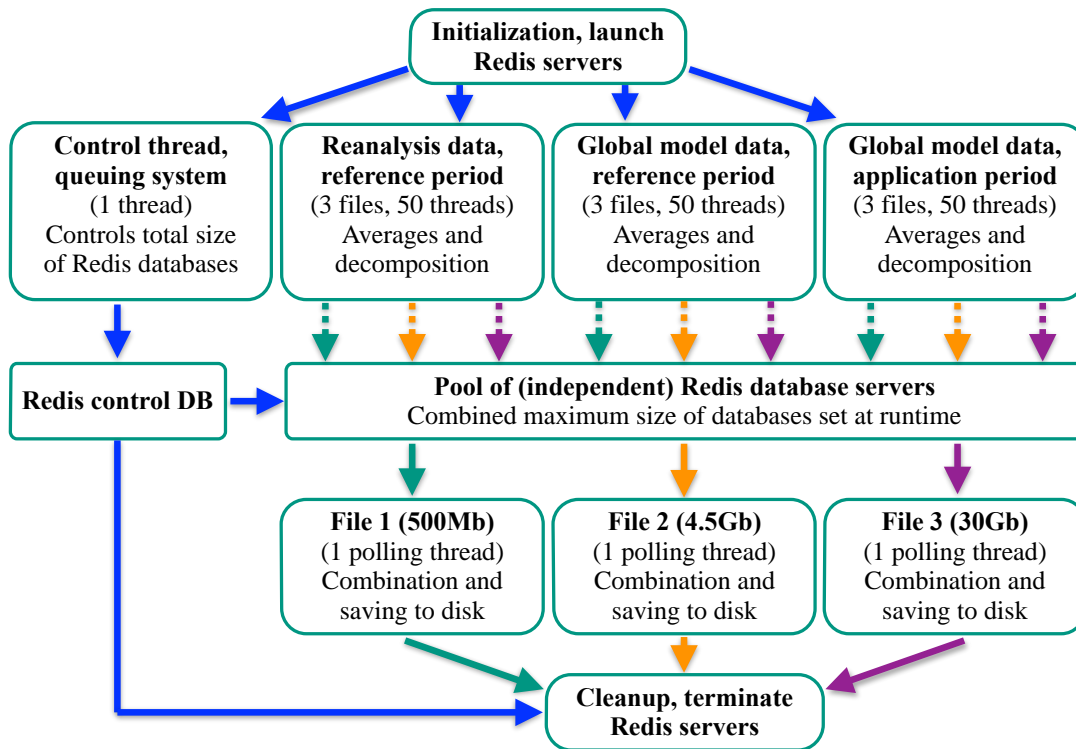 Initialization, launch
Redis servers
Control thread,
queuing system
(1 thread)
Controls total size
of Redis databases
Reanalysis data,
reference period
(3 files, 50 threads)
Averages and
decomposition
Global model data,
reference period
(3 files, 50 threads)
Averages and
decomposition
Global model data,
application period
(3 files, 50 threads)
Averages and
decomposition
Redis control DB
Pool of (independent) Redis database servers
Combined maximum size of databases set at runtime
File 1 (500Mb)
(1 polling thread)
Combination and
saving to disk
File 2 (4.5Gb)
(1 polling thread)
Combination and
saving to disk
File 3 (30Gb)
(1 polling thread)
Combination and
saving to disk
Cleanup, terminate
Redis servers